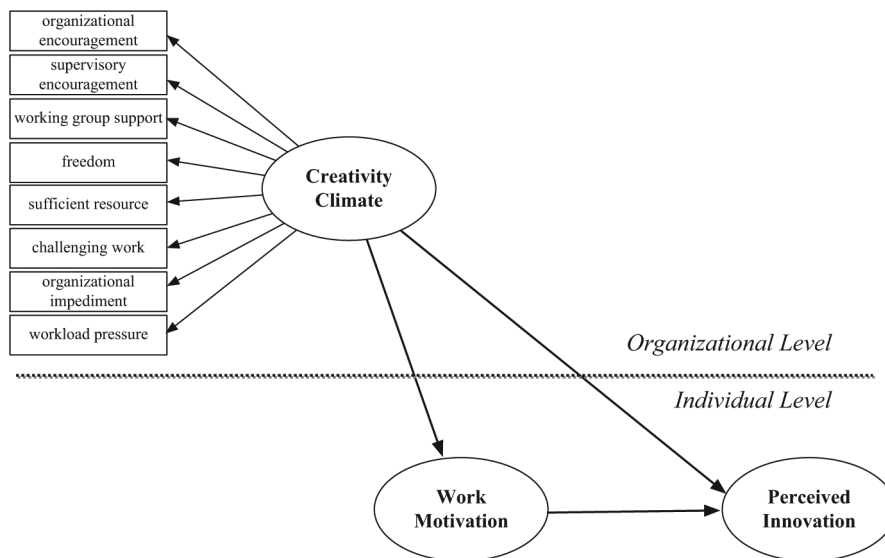 organizational
encouragement
supervisory
encouragement
working group support
freedom
sufficient resource
challenging work
organizational
impediment
workload pressure
Creativity
Climate
Organizational Level
Individual Level
Work
Motivation
Perceived
Innovation